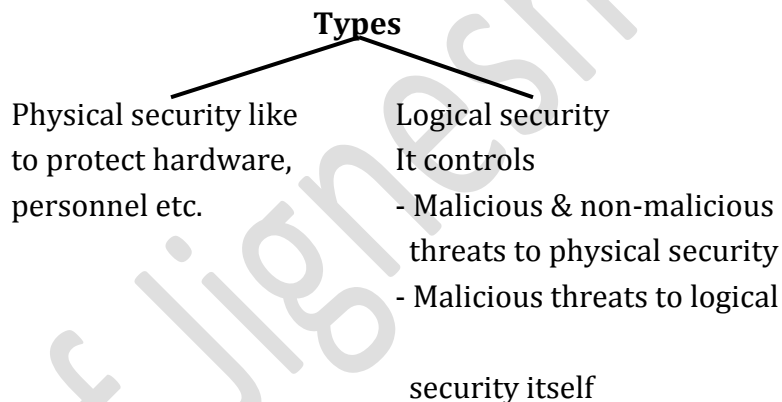 Types
Physical security like
to protect hardware,
personnel etc.
Logical security
It controls
- Malicious & non-malicious
threats to physical security
- Malicious threats to logical
security itself
f Jignesh